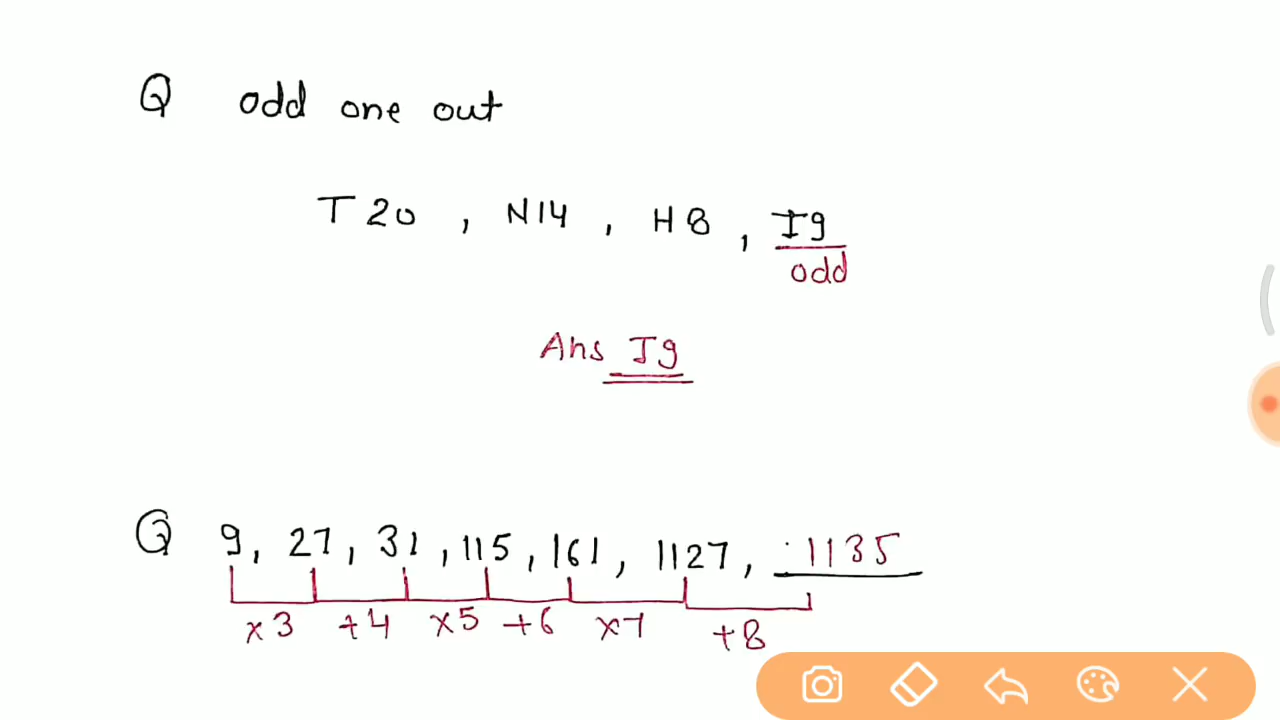 Q odd one out
T20 , N14 , H8 , I9
odd
Ans I9
Q 9, 27, 31, 115, 161, 1127, 1135
x3 +4 x5 +6 x7 +8